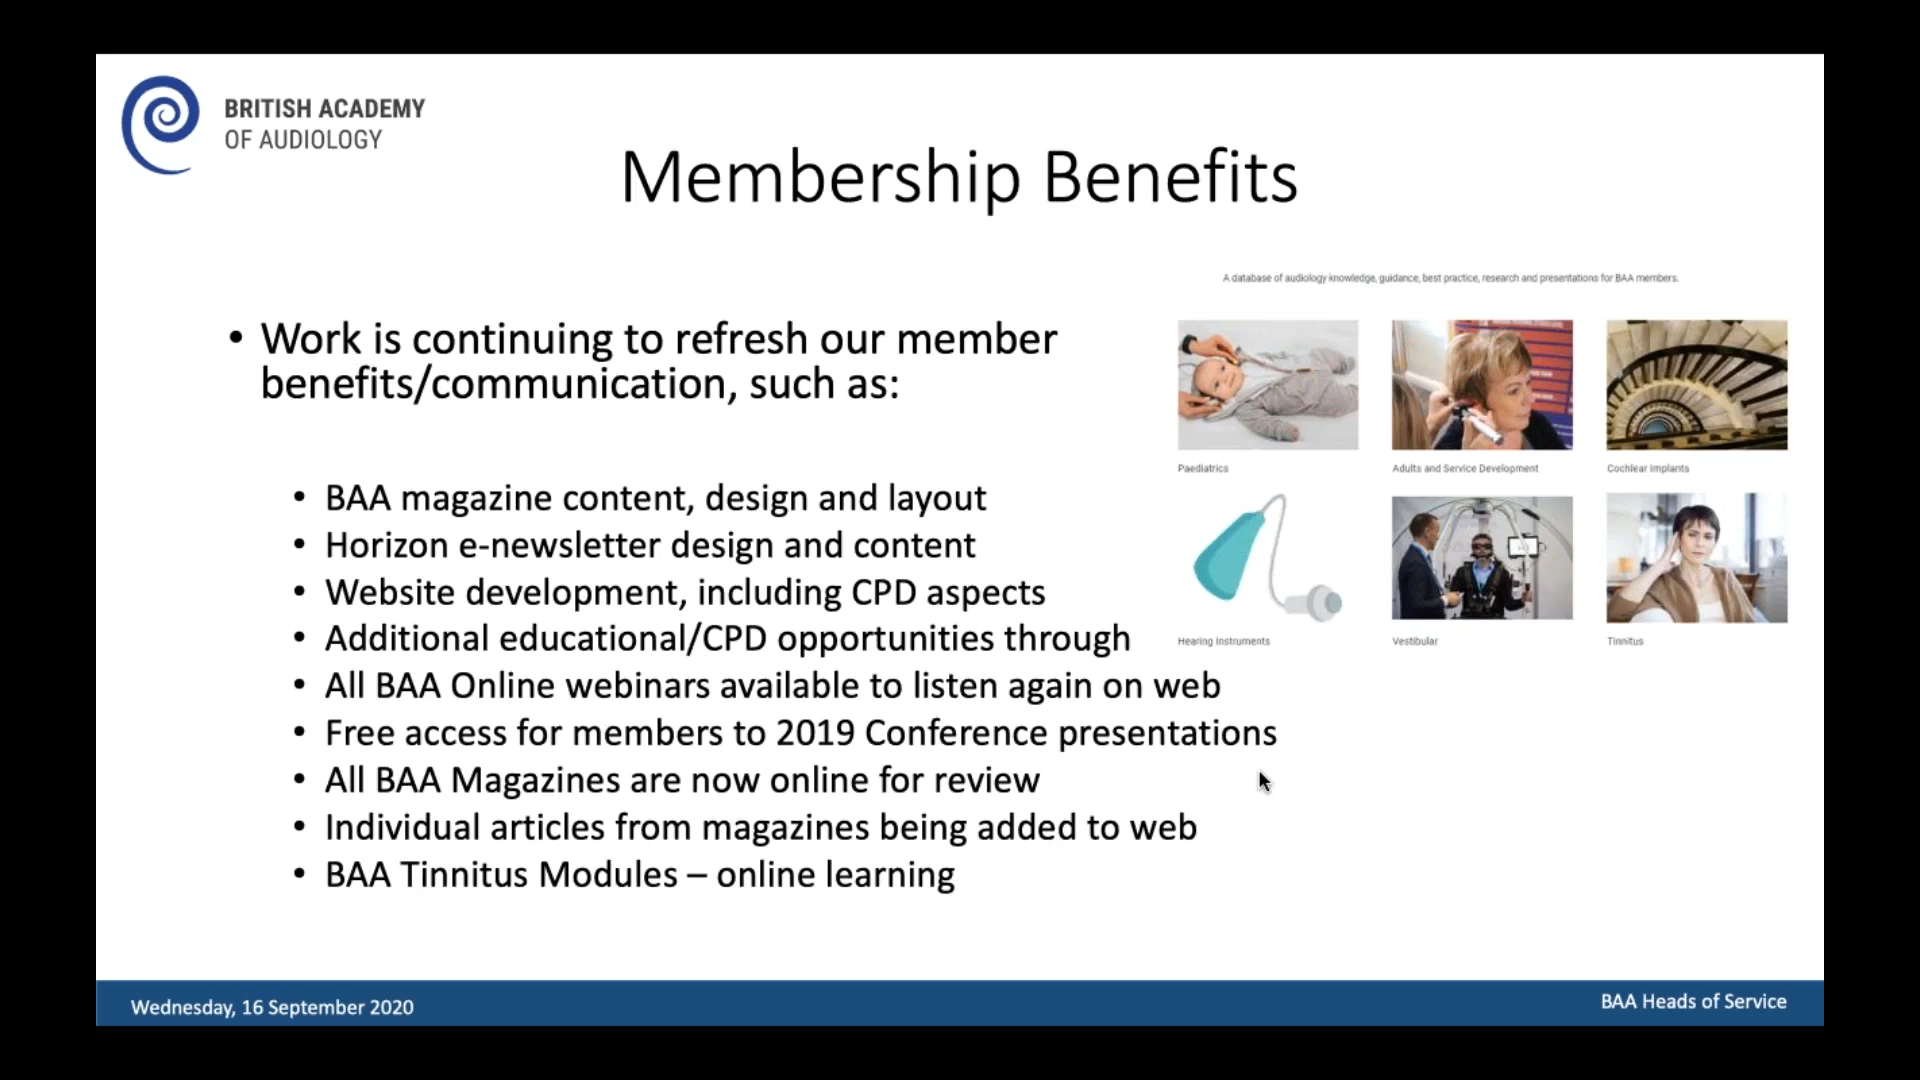 BRITISH ACADEMY
OF AUDIOLOGY
Membership Benefits
A database of audiology knowledge, guidance, best practice, research and presentations for BAA members.
• Work is continuing to refresh our member
benefits/communication, such as:
• BAA magazine content, design and layout
• Horizon e-newsletter design and content
• Website development, including CPD aspects
• Additional educational/CPD opportunities through
• All BAA Online webinars available to listen again on web
• Free access for members to 2019 Conference presentations
• All BAA Magazines are now online for review
• Individual articles from magazines being added to web
• BAA Tinnitus Modules – online learning
Paediatrics
Adults and Service Development
Cochlear Implants
Hearing Instruments
Vestibular
Tinnitus
Wednesday, 16 September 2020
BAA Heads of Service